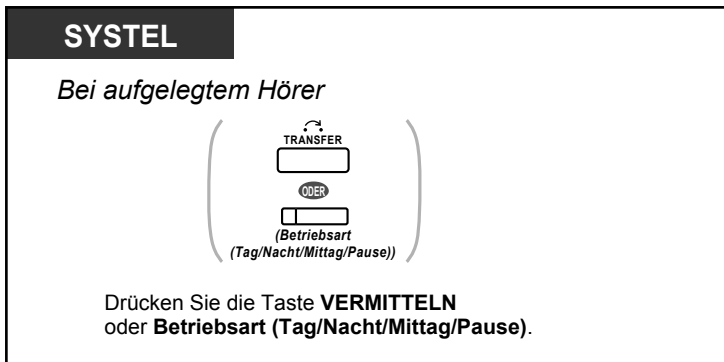 SYSTEL
Bei aufgelegtem Hörer
TRANSFER
ODER
(Betriebsart
(Tag/Nacht/Mittag/Pause))
Drücken Sie die Taste VERMITTELN
oder Betriebsart (Tag/Nacht/Mittag/Pause).